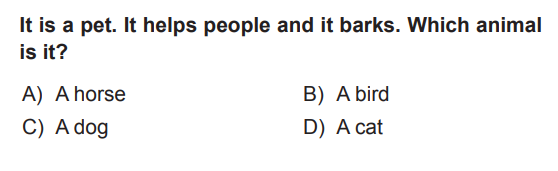 It is a pet. It helps people and it barks. Which animal
is it?
A) A horse
B) A bird
C) A dog
D) A cat